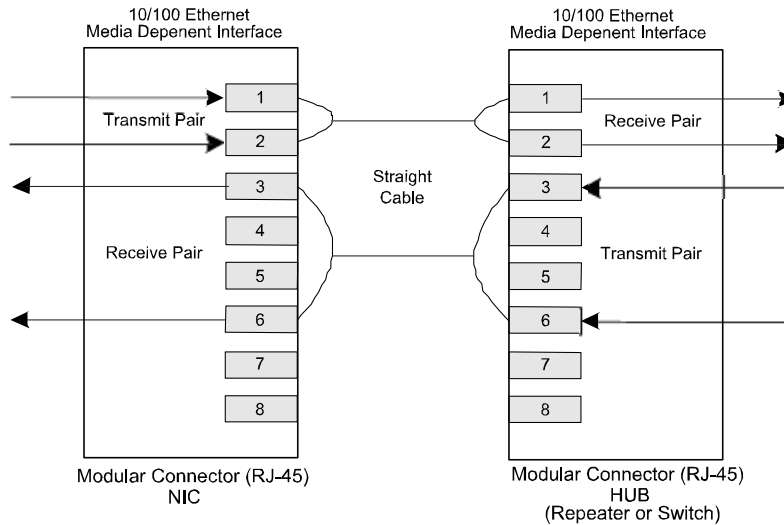 10/100 Ethernet
Media Depenent Interface
10/100 Ethernet
Media Depenent Interface
1
Transmit Pair
2
3
4
Receive Pair
5
6
7
8
Straight
Cable
1
Receive Pair
2
3
4
Transmit Pair
5
6
7
8
Modular Connector (RJ-45)
NIC
Modular Connector (RJ-45)
HUB
(Repeater or Switch)